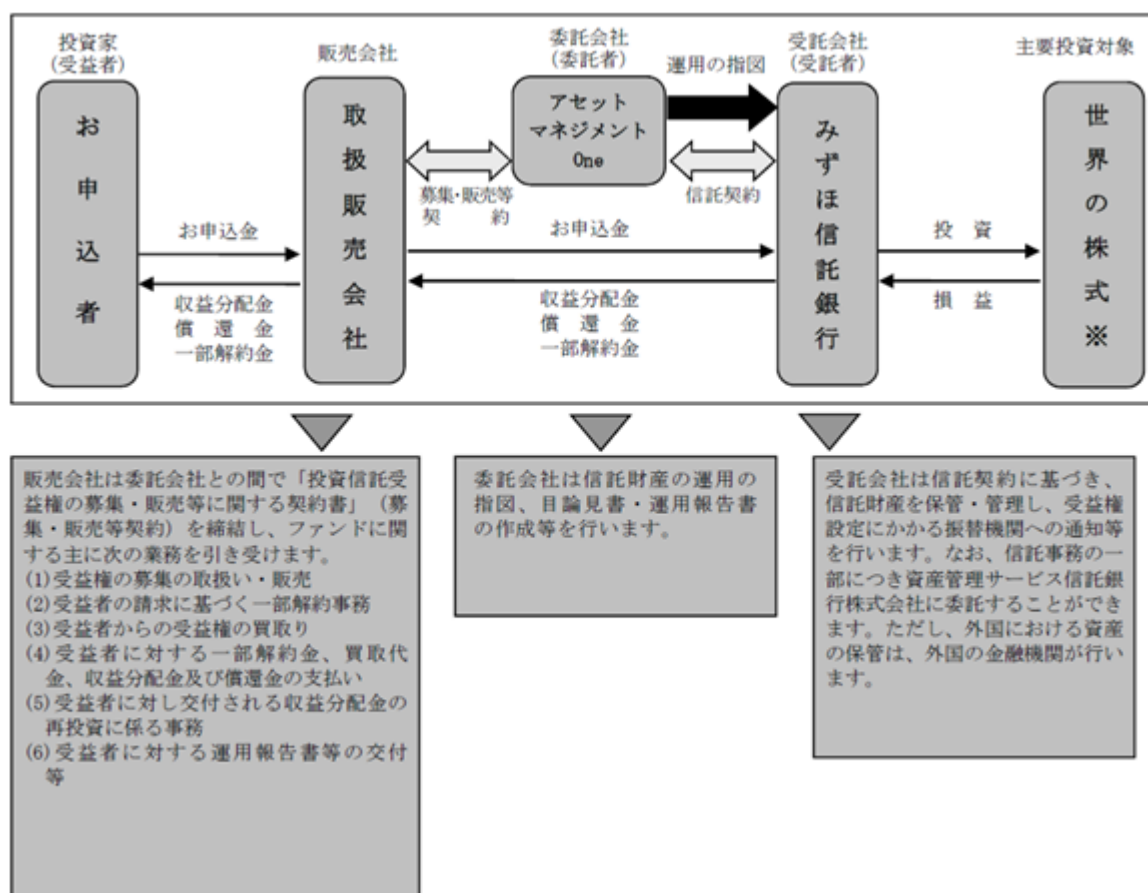 投資家
(受益者)
販売会社
委託会社
(委託者)
運用の指図
受託会社
(受託者)
主要投資対象
お申込者
取扱販売会社
アセット
マネジメント
One
みずほ信託銀行
世界の株式※
募集・販売等
契約
信託契約
お申込金
収益分配金
償還金
一部解約金
お申込金
収益分配金
償還金
一部解約金
投資
損益
販売会社は委託会社との間で「投資信託受
益権の募集・販売等に関する契約書」(募
集・販売等契約)を締結し、ファンドに関
する主に次の業務を引き受けます。
(1)受益権の募集の取扱い・販売
(2)受益者の請求に基づく一部解約事務
(3)受益者からの受益権の買取り
(4)受益者に対する一部解約金、買取代
金、収益分配金及び償還金の支払い
(5)受益者に対し交付される収益分配金の
再投資に係る事務
(6)受益者に対する運用報告書等の交付
等
委託会社は信託財産の運用の
指図、目論見書・運用報告書
の作成等を行います。
受託会社は信託契約に基づき、
信託財産を保管・管理し、受益権
設定にかかる振替機関への通知等
を行います。なお、信託事務の一
部につき資産管理サービス信託銀
行株式会社に委託することができ
ます。ただし、外国における資産
の保管は、外国の金融機関が行い
ます。